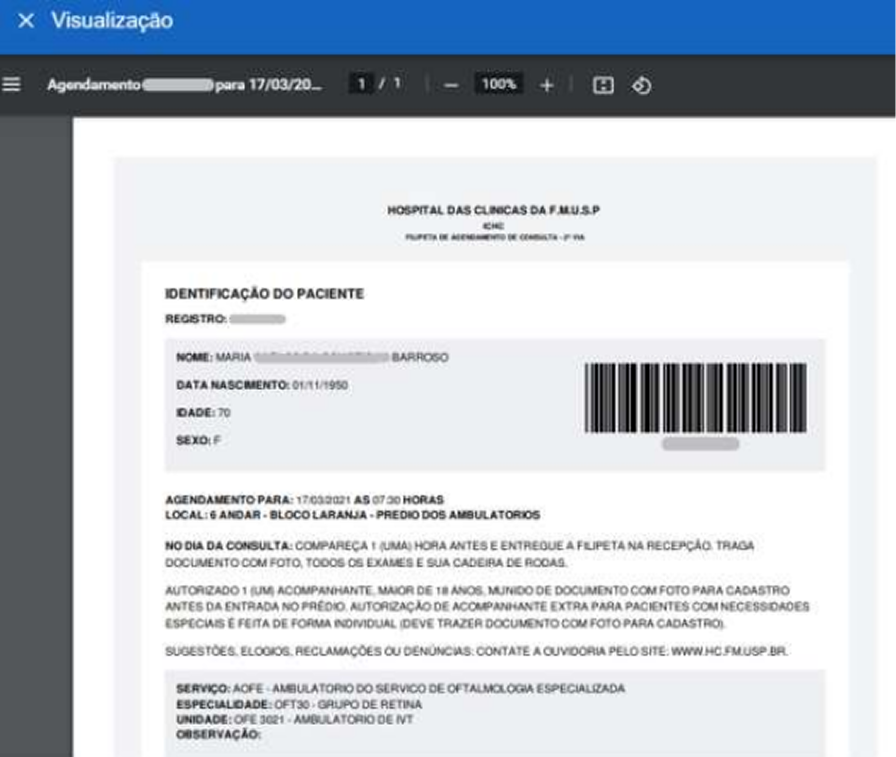 Visualização
Agendamento para 17/03/20...
1 / 1
100%
HOSPITAL DAS CLINICAS DA F.M.U.S.P
ICHC
FILIPETA DE AGENDAMENTO DE CONSULTA - 2ª VIA
IDENTIFICAÇÃO DO PACIENTE
REGISTRO:
NOME: MARIA BARROSO
DATA NASCIMENTO: 01/11/1950
IDADE: 70
SEXO: F
AGENDAMENTO PARA: 17/03/2021 AS 07:30 HORAS
LOCAL: 6 ANDAR - BLOCO LARANJA - PREDIO DOS AMBULATORIOS
NO DIA DA CONSULTA: COMPAREÇA 1 (UMA) HORA ANTES E ENTREGUE A FILIPETA NA RECEPÇÃO. TRAGA
DOCUMENTO COM FOTO, TODOS OS EXAMES E SUA CADEIRA DE RODAS.
AUTORIZADO 1 (UM) ACOMPANHANTE, MAIOR DE 18 ANOS, MUNIDO DE DOCUMENTO COM FOTO PARA CADASTRO
ANTES DA ENTRADA NO PRÉDIO. AUTORIZAÇÃO DE ACOMPANHANTE EXTRA PARA PACIENTES COM NECESSIDADES
ESPECIAIS É FEITA DE FORMA INDIVIDUAL (DEVE TRAZER DOCUMENTO COM FOTO PARA CADASTRO).
SUGESTÕES, ELOGIOS, RECLAMAÇÕES OU DENÚNCIAS: CONTATE A OUVIDORIA PELO SITE: WWW.HC.FM.USP.BR.
SERVIÇO: AOFE - AMBULATORIO DO SERVICO DE OFTALMOLOGIA ESPECIALIZADA
ESPECIALIDADE: OFT30 - GRUPO DE RETINA
UNIDADE: OFE 3021 - AMBULATORIO DE IVT
OBSERVAÇÃO: